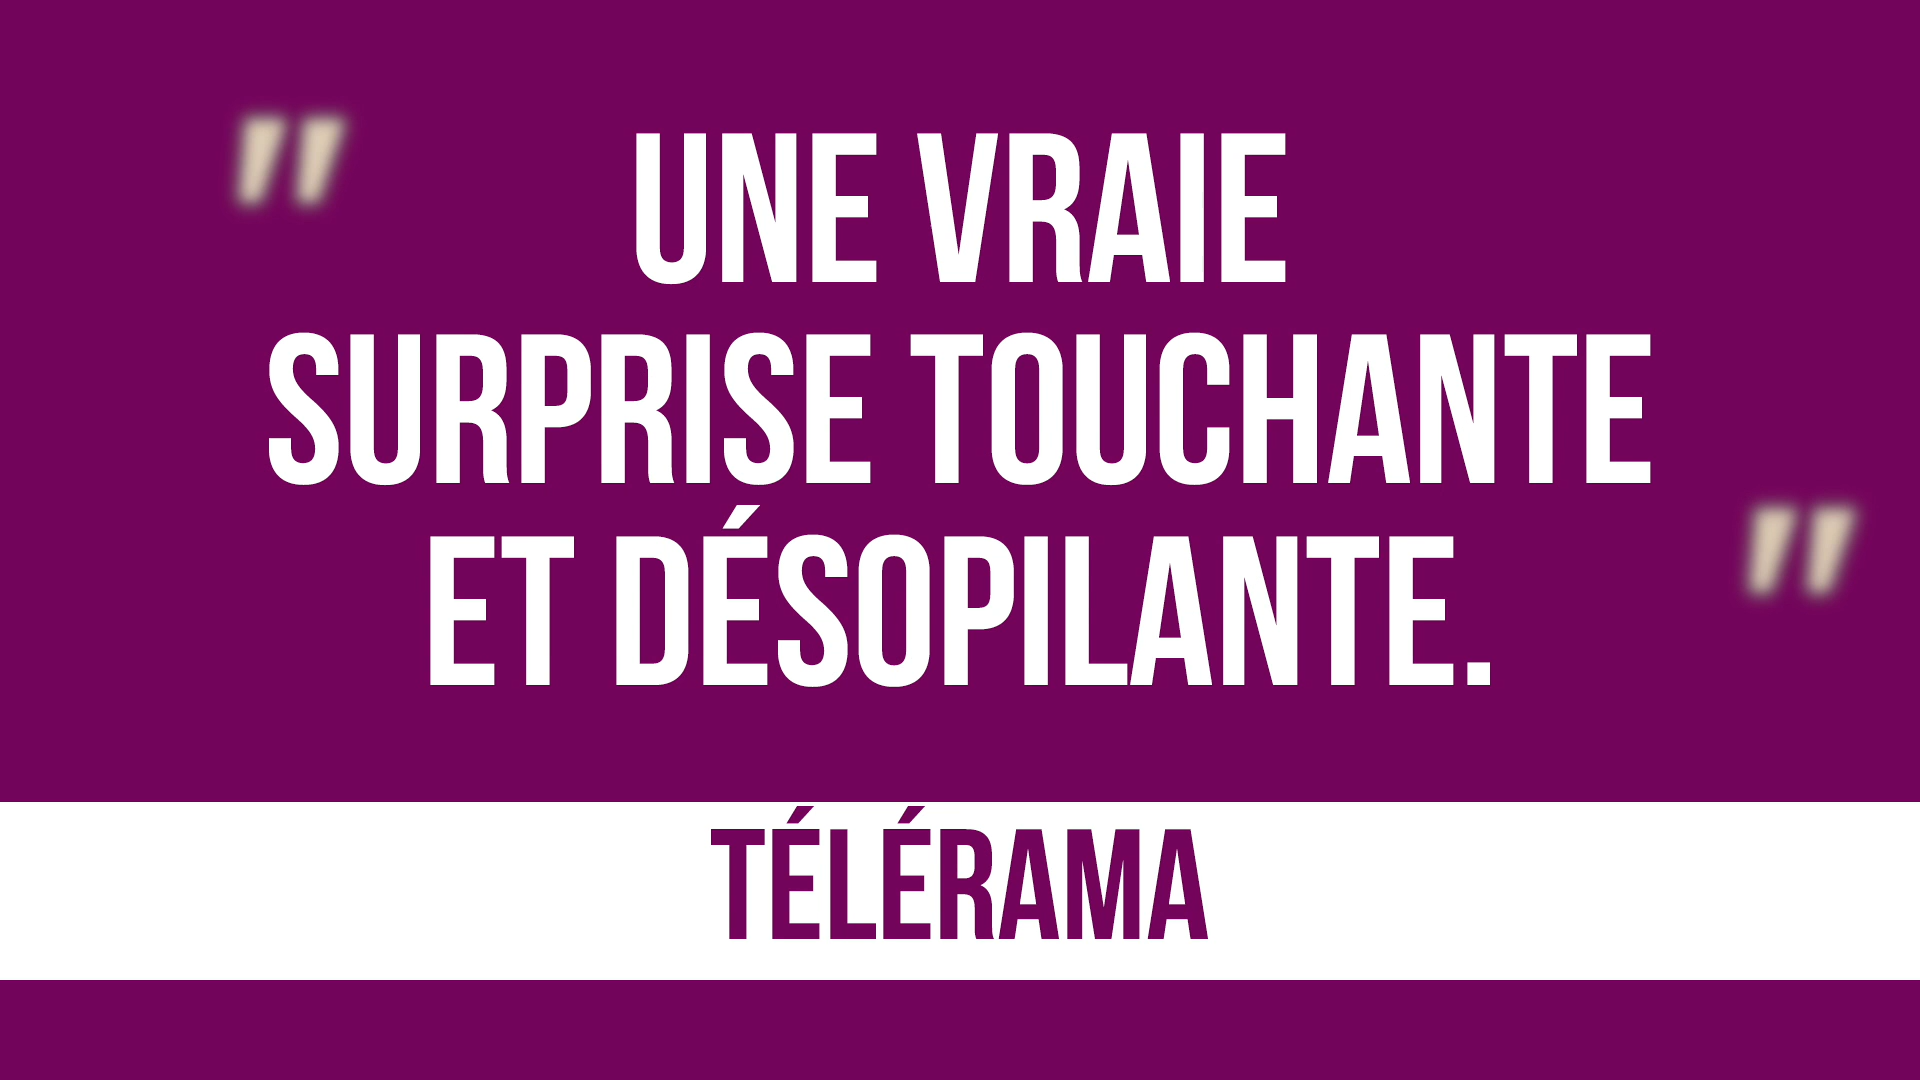 " UNE VRAIE
SURPRISE TOUCHANTE
ET DÉSOPILANTE. "
TÉLÉRAMA